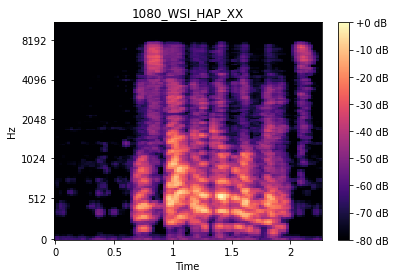 1080_WSI_HAP_XX
8192
4096
2048
1024
512
0
Hz
0
0.5
1
1.5
2
Time
+0 dB
-10 dB
-20 dB
-30 dB
-40 dB
-50 dB
-60 dB
-70 dB
-80 dB